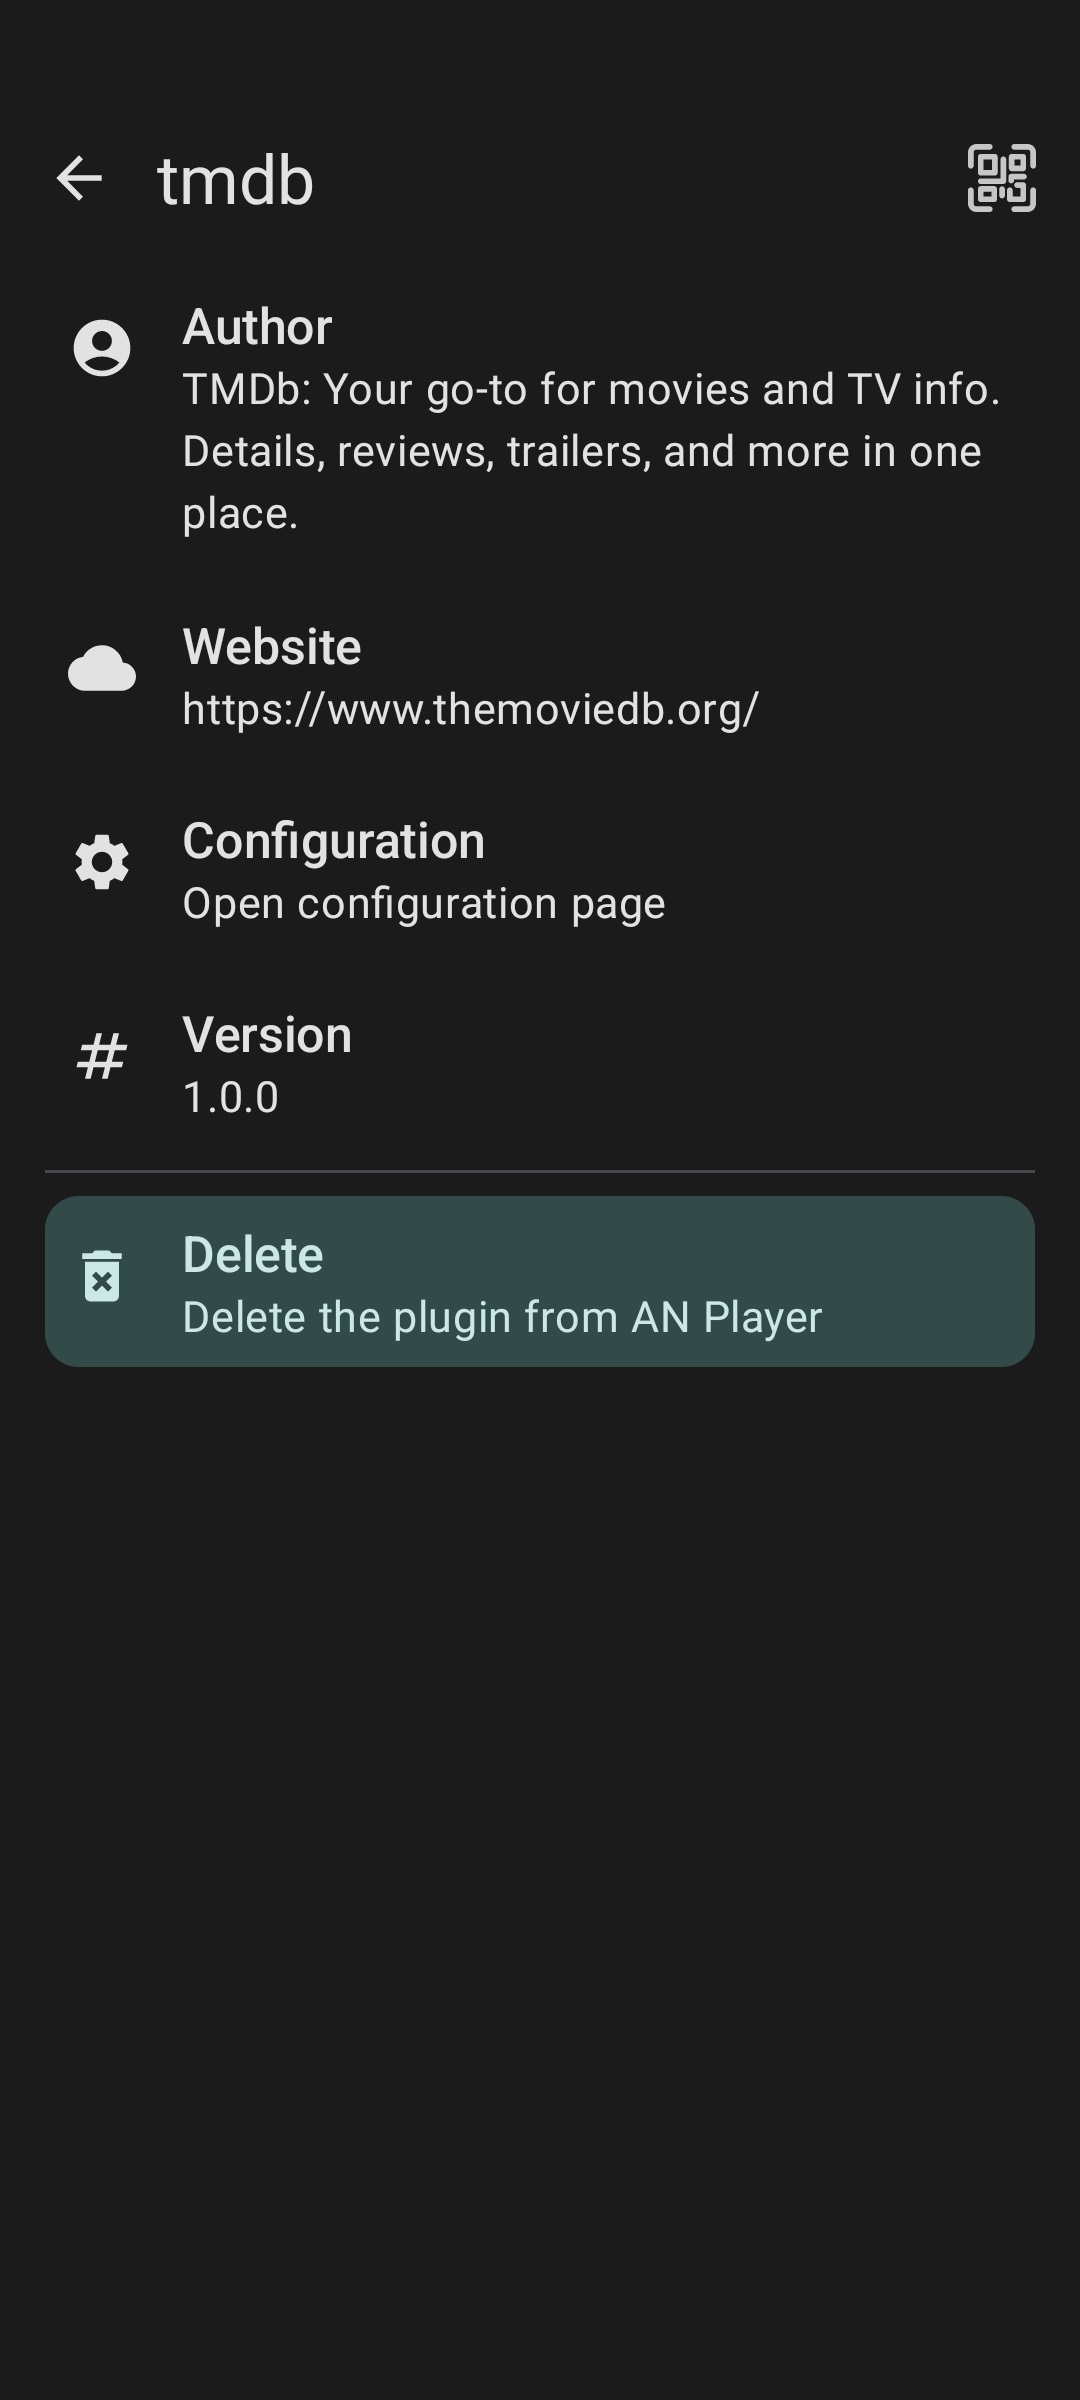 tmdb
Author
TMDb: Your go-to for movies and TV info.
Details, reviews, trailers, and more in one
place.
Website
https://www.themoviedb.org/
Configuration
Open configuration page
Version
1.0.0
Delete
Delete the plugin from AN Player